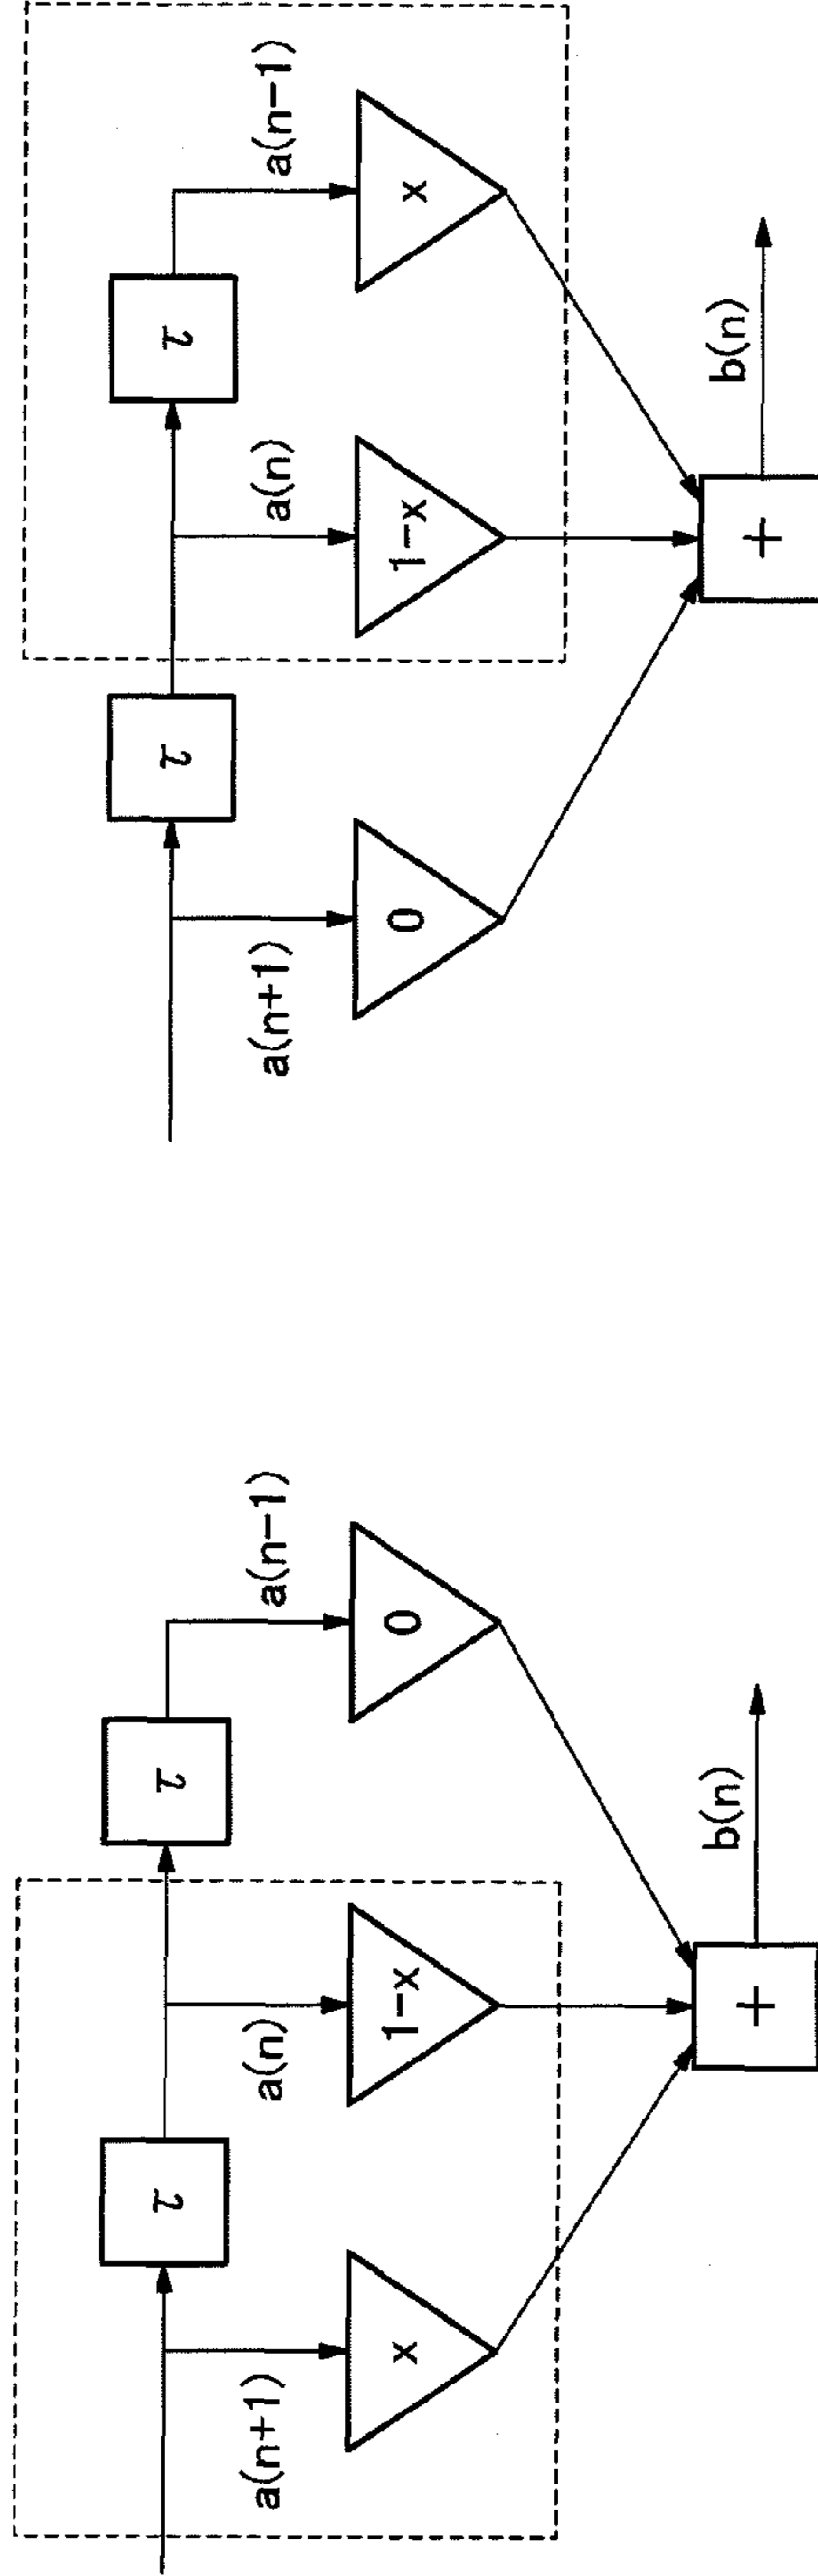 τ
τ
a(n+1)
a(n)
a(n−1)
x
1−x
0
+
b(n)
τ
τ
a(n+1)
a(n)
a(n−1)
0
1−x
x
+
b(n)